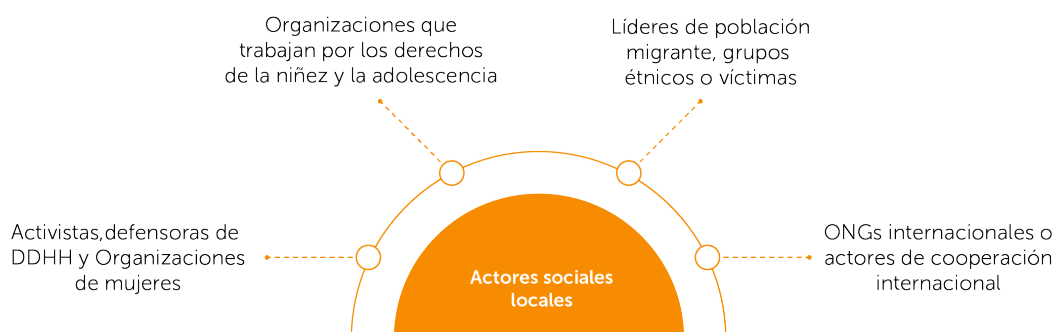 Organizaciones que
trabajan por los derechos
de la niñez y la adolescencia
Líderes de población
migrante, grupos
étnicos o víctimas
Activistas,defensoras de
DDHH y Organizaciones
de mujeres
ONGs internacionales o
actores de cooperación
internacional
Actores sociales
locales